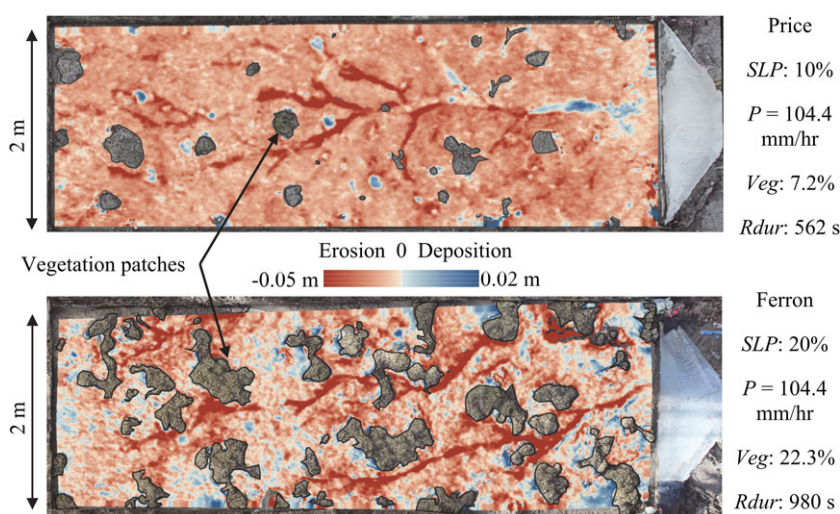 Price
SLP: 10%
P = 104.4
mm/hr
Veg: 7.2%
Rdur: 562 s
2 m
Vegetation patches
Erosion 0 Deposition
-0.05 m 0.02 m
Ferron
SLP: 20%
P = 104.4
mm/hr
Veg: 22.3%
Rdur: 980 s
2 m